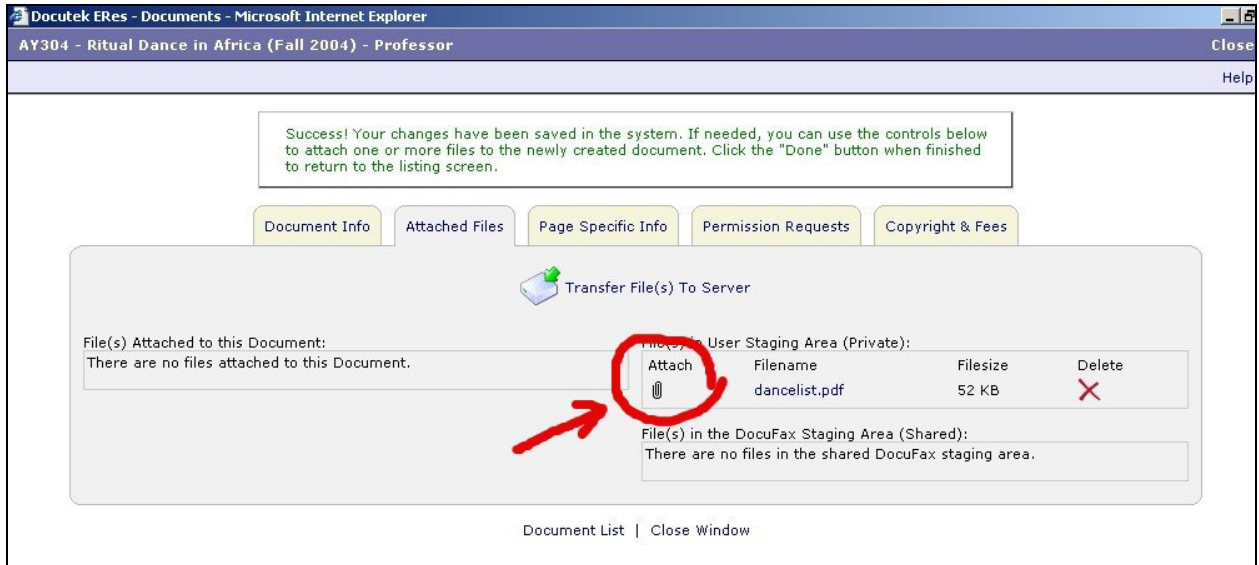 Docutek ERes - Documents - Microsoft Internet Explorer
AY304 - Ritual Dance in Africa (Fall 2004) - Professor
Close
Help
Success! Your changes have been saved in the system. If needed, you can use the controls below
to attach one or more files to the newly created document. Click the "Done" button when finished
to return to the listing screen.
Document Info
Attached Files
Page Specific Info
Permission Requests
Copyright & Fees
Transfer File(s) To Server
File(s) Attached to this Document:
There are no files attached to this Document.
File(s) in User Staging Area (Private):
Attach Filename Filesize Delete
dancelist.pdf 52 KB
File(s) in the DocuFax Staging Area (Shared):
There are no files in the shared DocuFax staging area.
Document List | Close Window